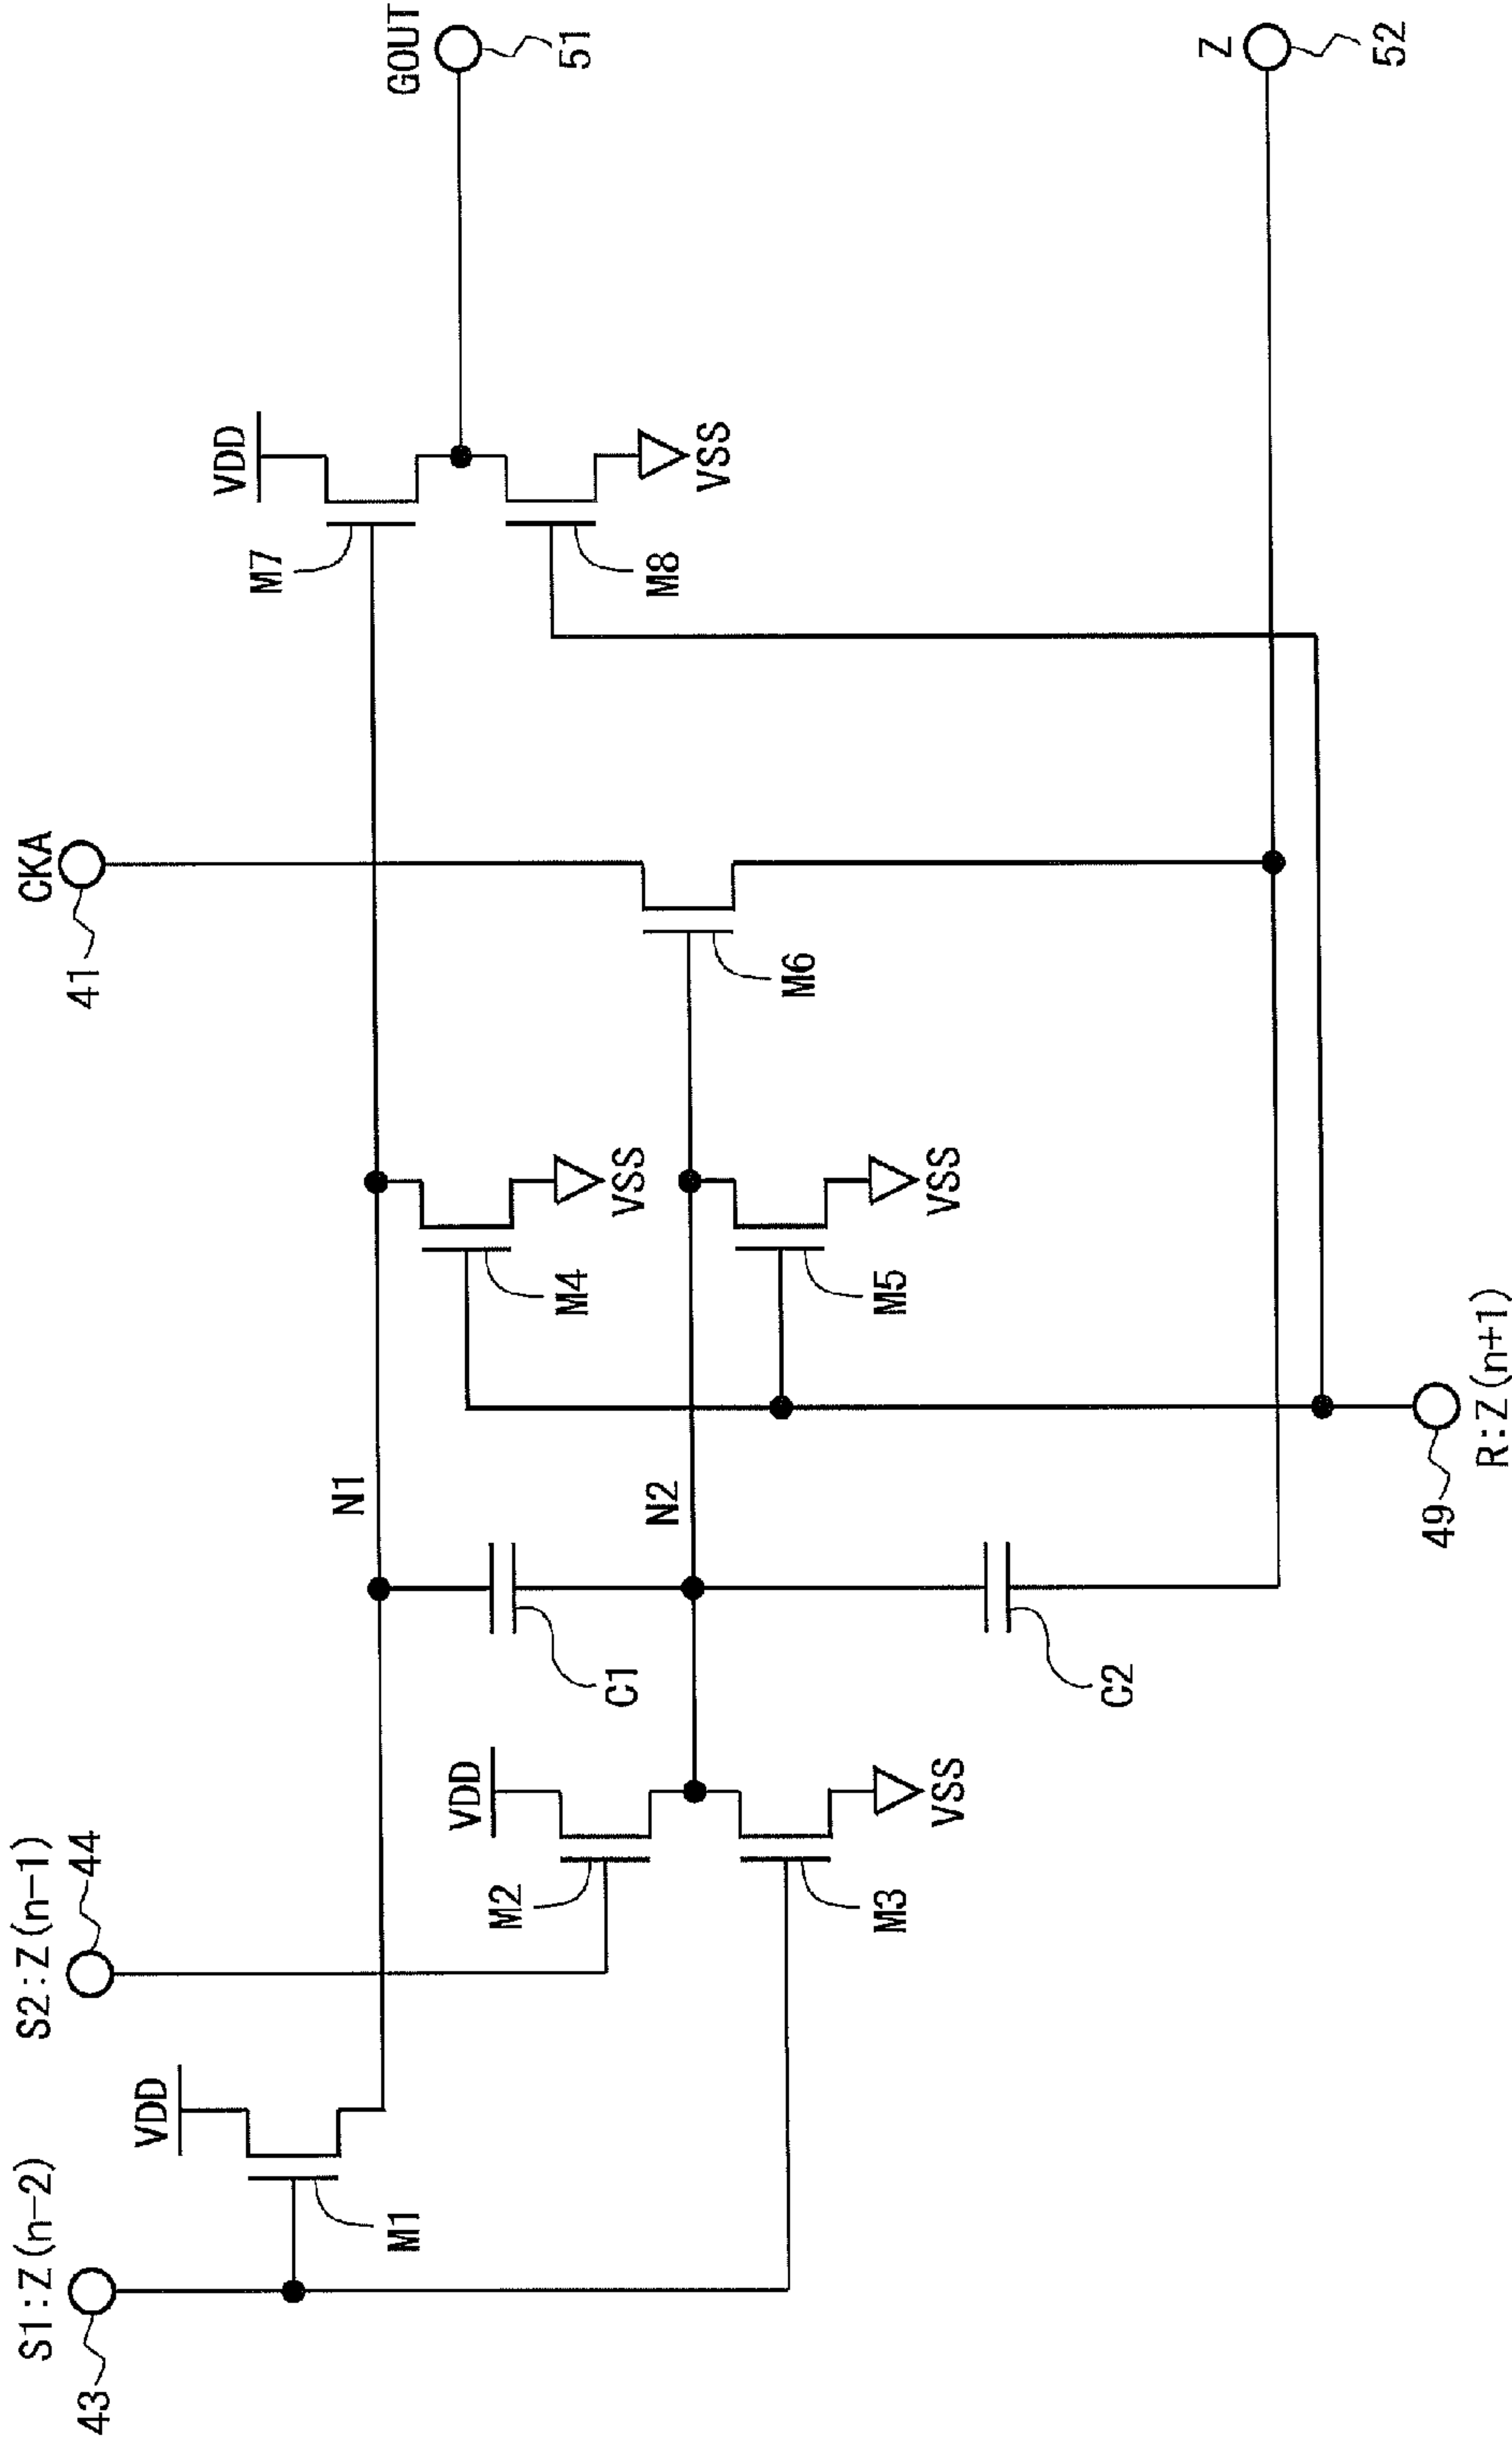 S1:Z(n-2)
43
S2:Z(n-1)
44
CKA
41
VDD
M1
VDD
M2
M3
VSS
C1
C2
N1
N2
M4
VSS
M5
VSS
M6
VDD
M7
M8
VSS
GOUT
51
Z
52
49
R:Z(n+1)